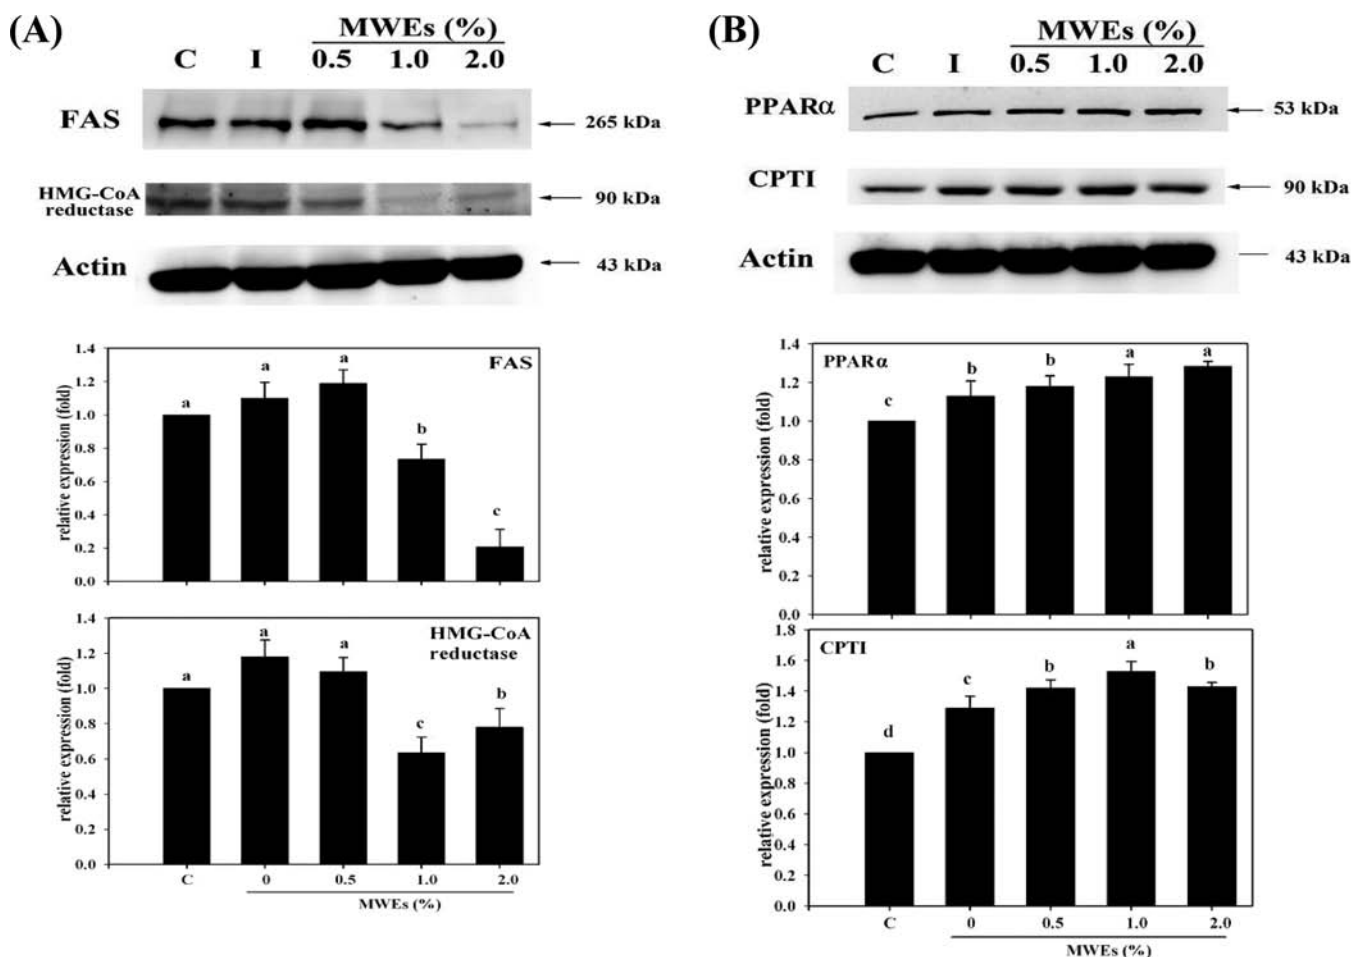 (A)
MWEs (%)
C I 0.5 1.0 2.0
FAS
265 kDa
HMG-CoA
reductase
90 kDa
Actin
43 kDa
1.4
1.2
1.0
0.8
0.6
0.4
0.2
0.0
relative expression (fold)
FAS
a a a b c
1.4
1.2
1.0
0.8
0.6
0.4
0.2
0.0
relative expression (fold)
HMG-CoA
reductase
a a a c b
C 0 0.5 1.0 2.0
MWEs (%)
(B)
MWEs (%)
C I 0.5 1.0 2.0
PPARα
53 kDa
CPTI
90 kDa
Actin
43 kDa
1.4
1.2
1.0
0.8
0.6
0.4
0.2
0.0
relative expression (fold)
PPARα
c b b a a
1.8
1.6
1.4
1.2
1.0
0.8
0.6
0.4
0.2
0.0
relative expression (fold)
CPTI
d c b a b
C 0 0.5 1.0 2.0
MWEs (%)